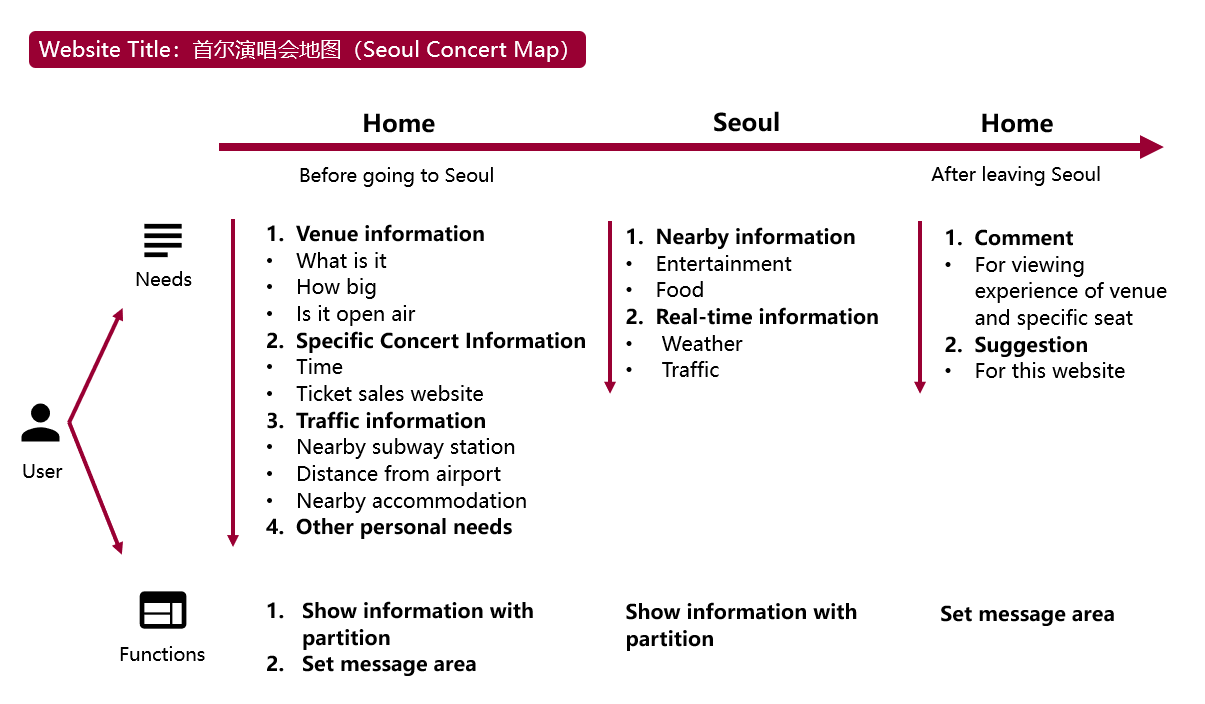 Website Title：首尔演唱会地图（Seoul Concert Map）
Home
Seoul
Home
Before going to Seoul
After leaving Seoul
Needs
1. Venue information
• What is it
• How big
• Is it open air
2. Specific Concert Information
• Time
• Ticket sales website
3. Traffic information
• Nearby subway station
• Distance from airport
• Nearby accommodation
4. Other personal needs
1. Nearby information
• Entertainment
• Food
2. Real-time information
• Weather
• Traffic
1. Comment
• For viewing
experience of venue
and specific seat
2. Suggestion
• For this website
User
Functions
1. Show information with
partition
2. Set message area
Show information with
partition
Set message area